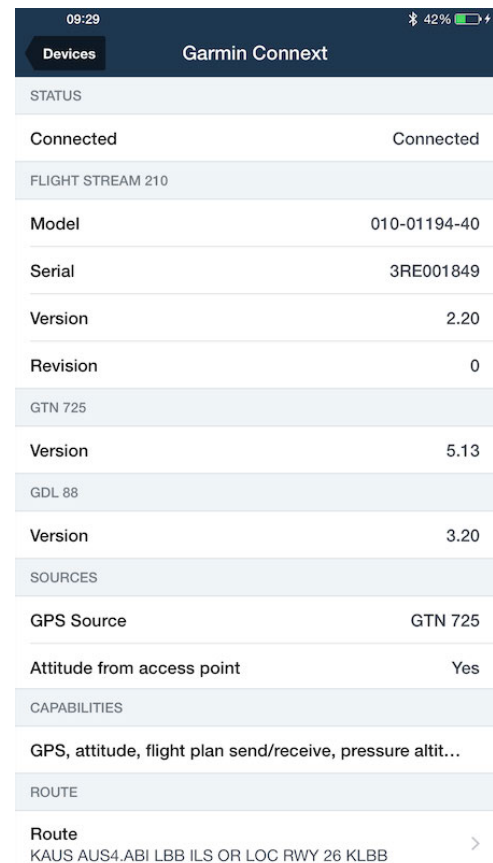 09:29 42%
Devices Garmin Connext
STATUS
Connected Connected
FLIGHT STREAM 210
Model 010-01194-40
Serial 3RE001849
Version 2.20
Revision 0
GTN 725
Version 5.13
GDL 88
Version 3.20
SOURCES
GPS Source GTN 725
Attitude from access point Yes
CAPABILITIES
GPS, attitude, flight plan send/receive, pressure altit...
ROUTE
Route
KAUS AUS4.ABI LBB ILS OR LOC RWY 26 KLBB